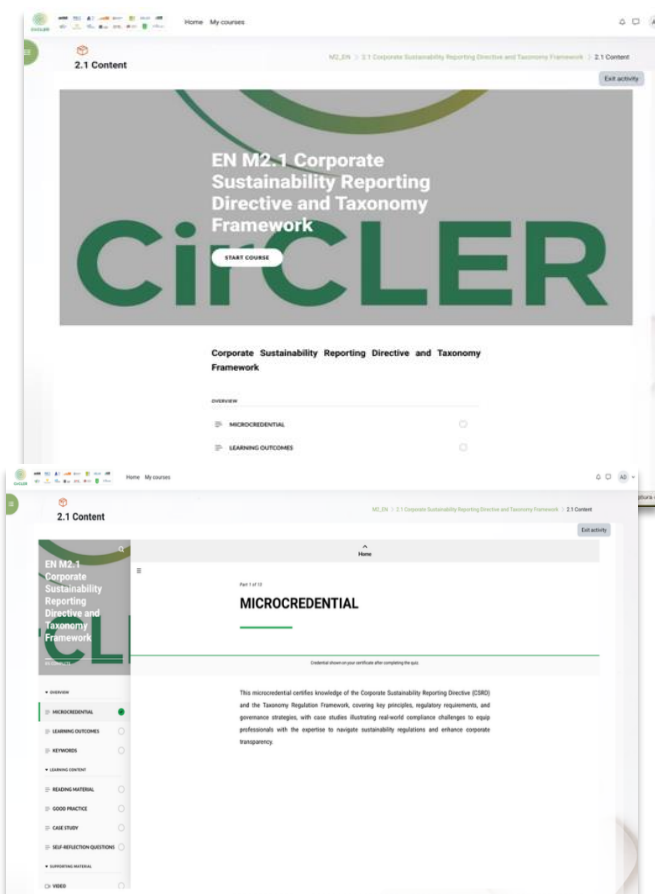 CirCLER
Home My courses
2.1 Content
M2_EN > 2.1 Corporate Sustainability Reporting Directive and Taxonomy Framework > 2.1 Content
Exit activity
EN M2.1 Corporate
Sustainability Reporting
Directive and Taxonomy
Framework
START COURSE
CirCLER
Corporate Sustainability Reporting Directive and Taxonomy
Framework
OVERVIEW
MICROCREDENTIAL
LEARNING OUTCOMES
Home My courses
AD
2.1 Content
M2_EN > 2.1 Corporate Sustainability Reporting Directive and Taxonomy Framework > 2.1 Content
Exit activity
Home
EN M2.1
Corporate
Sustainability
Reporting
Directive and
Taxonomy
Framework
Part 1 of 10
MICROCREDENTIAL
Credential shown on your certificate after completing the quiz.
This microcredential certifies knowledge of the Corporate Sustainability Reporting Directive (CSRD)
and the Taxonomy Regulation Framework, covering key principles, regulatory requirements, and
governance strategies, with case studies illustrating real-world compliance challenges to equip
professionals with the expertise to navigate sustainability regulations and enhance corporate
transparency.
OVERVIEW
MICROCREDENTIAL
LEARNING OUTCOMES
KEYWORDS
LEARNING CONTENT
READING MATERIAL
GOOD PRACTICE
CASE STUDY
SELF-REFLECTION QUESTIONS
SUPPORTING MATERIAL
VIDEO